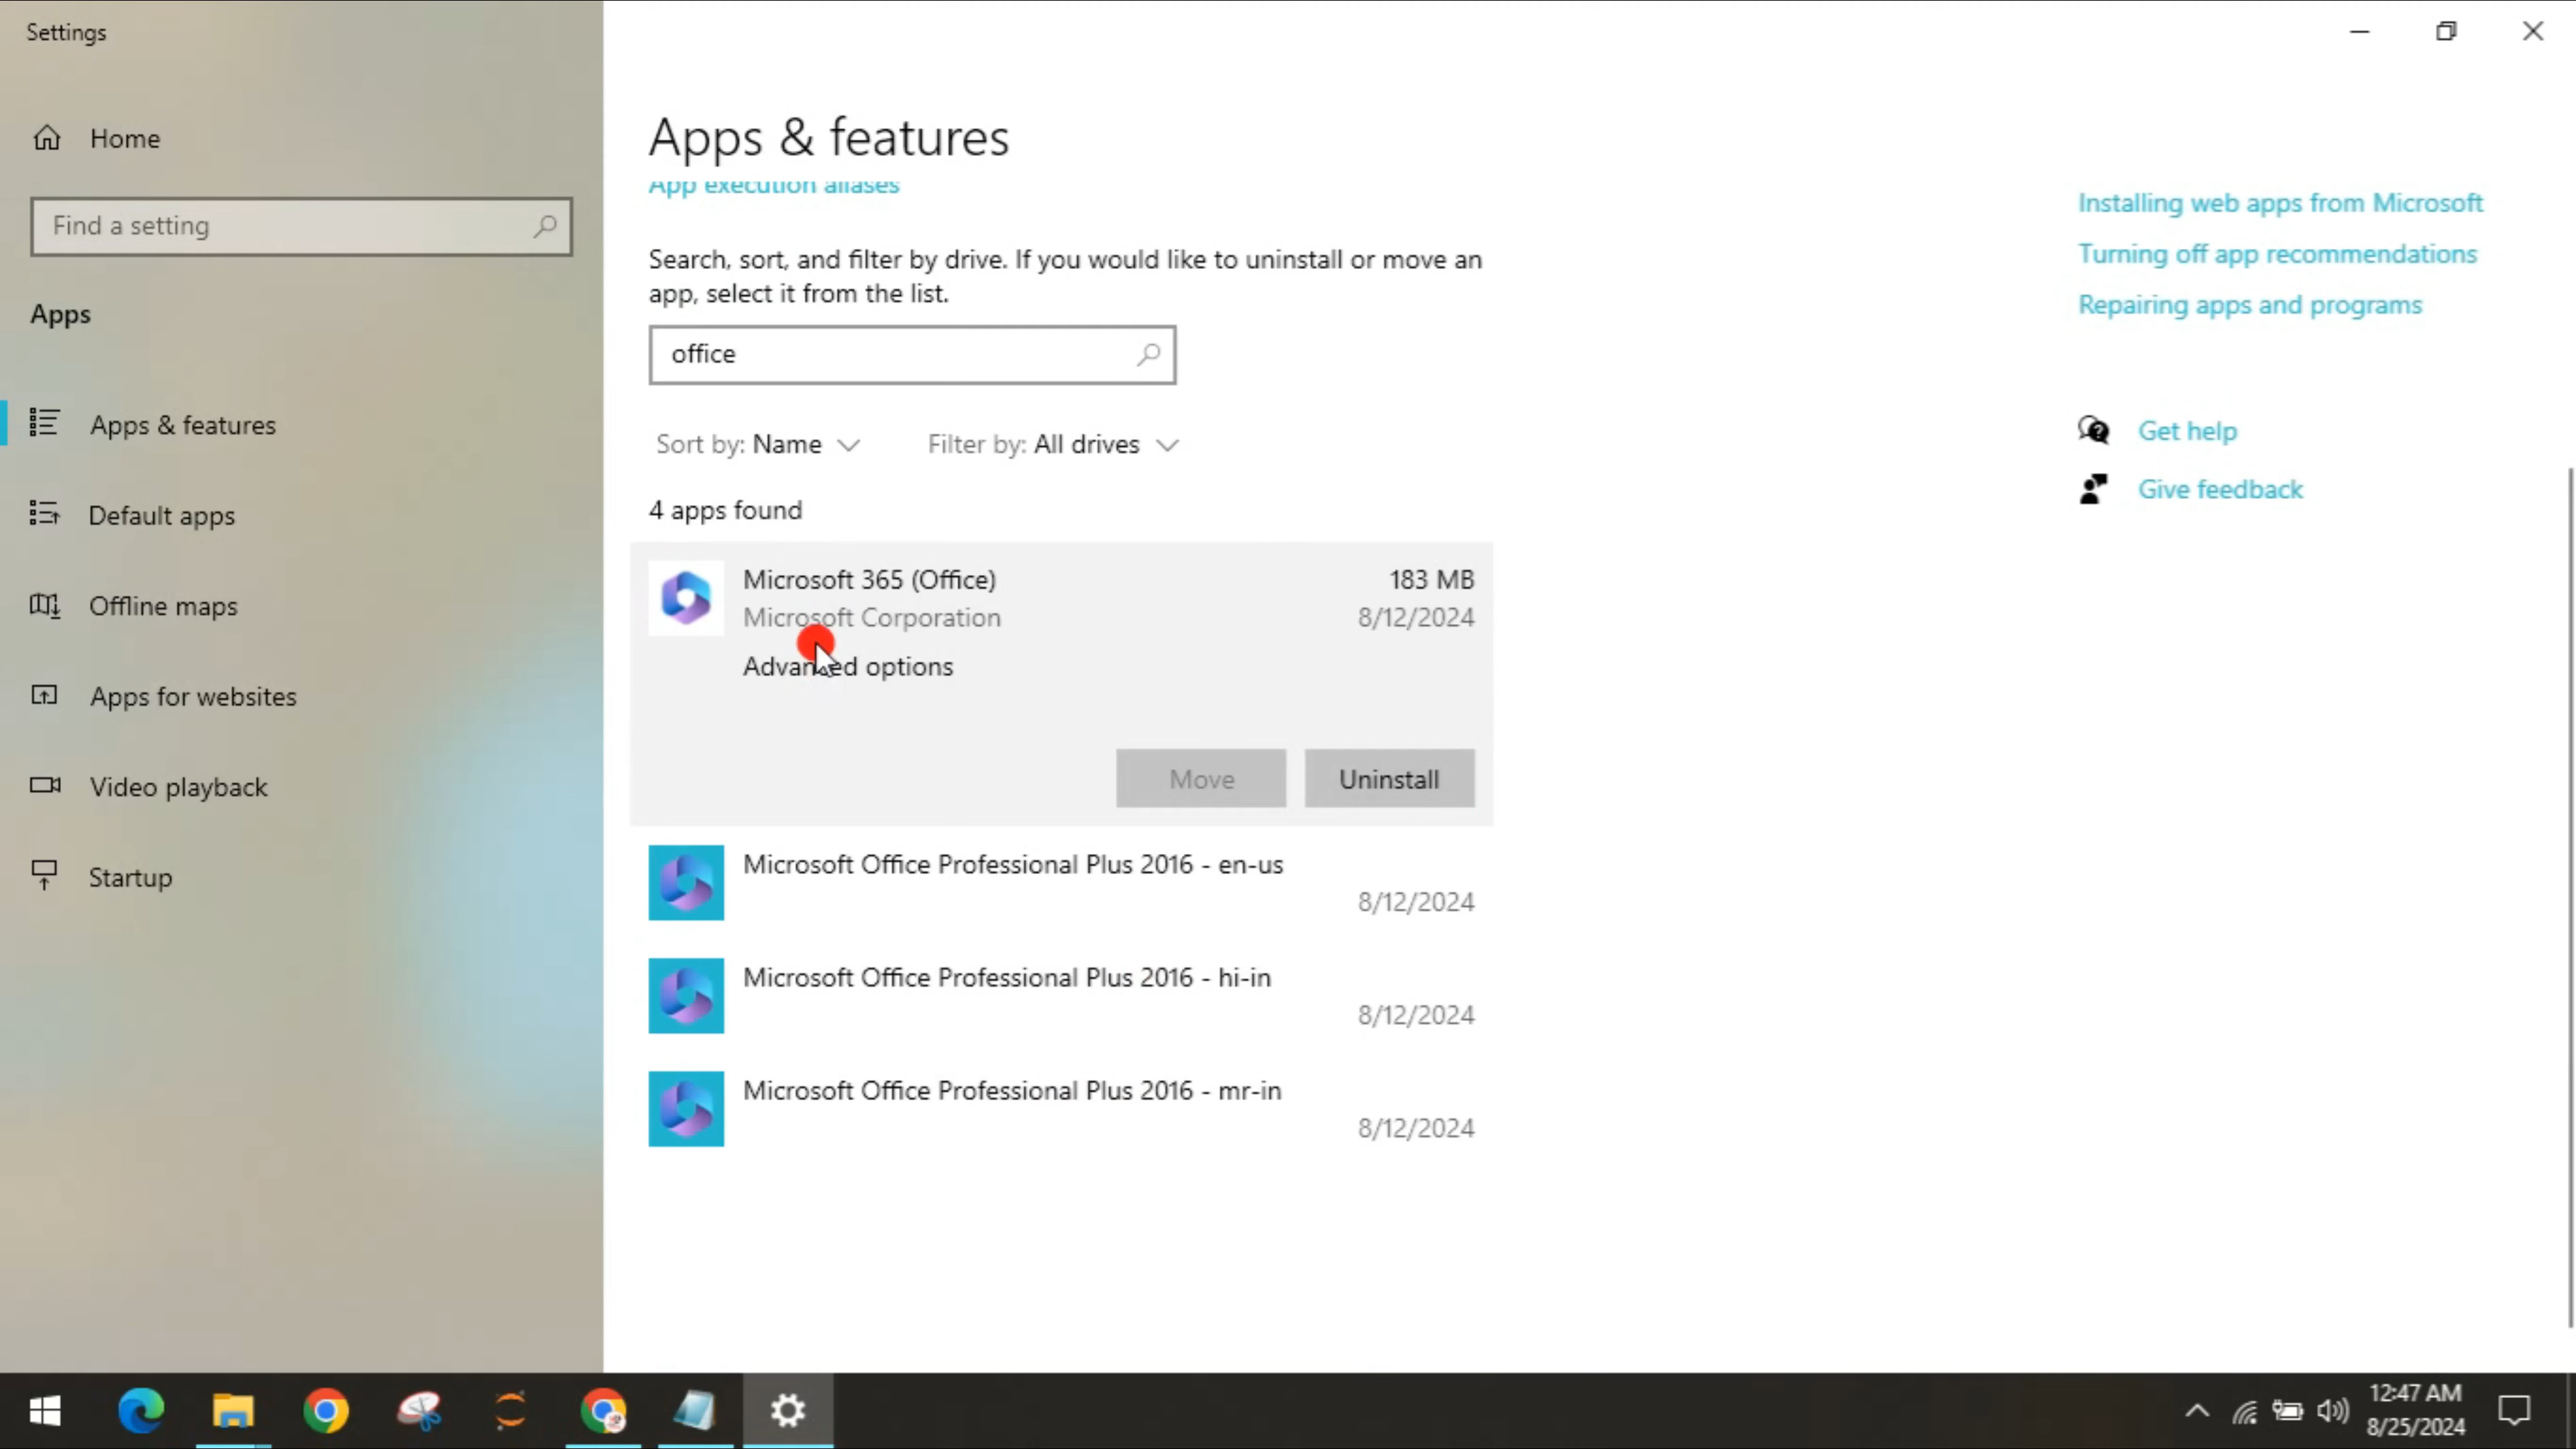 Settings
Home
Find a setting
Apps
Apps & features
Default apps
Offline maps
Apps for websites
Video playback
Startup
Apps & features
App execution aliases
Search, sort, and filter by drive. If you would like to uninstall or move an
app, select it from the list.
office
Sort by: Name
Filter by: All drives
4 apps found
Microsoft 365 (Office)
183 MB
Microsoft Corporation
8/12/2024
Advanced options
Move
Uninstall
Microsoft Office Professional Plus 2016 - en-us
8/12/2024
Microsoft Office Professional Plus 2016 - hi-in
8/12/2024
Microsoft Office Professional Plus 2016 - mr-in
8/12/2024
Installing web apps from Microsoft
Turning off app recommendations
Repairing apps and programs
Get help
Give feedback
12:47 AM
8/25/2024